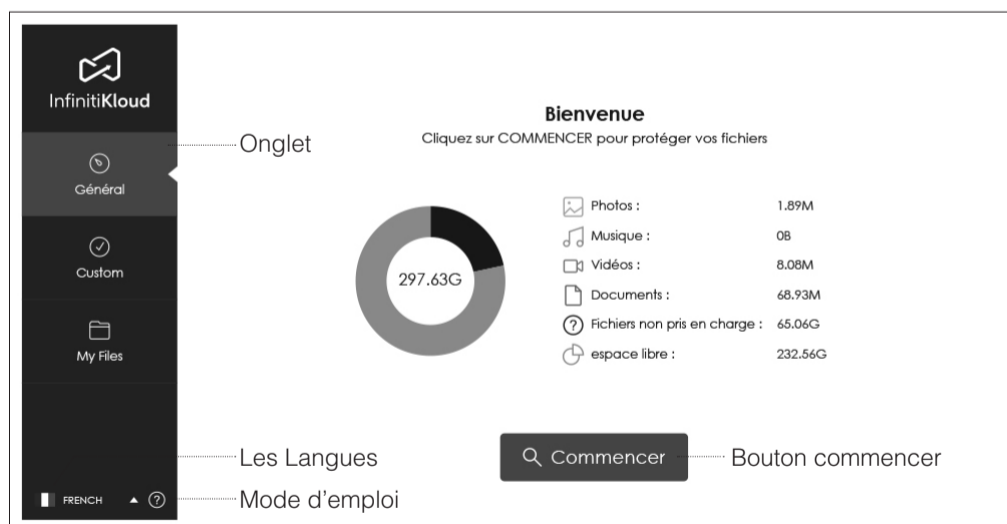 InfinitiKloud
Général
Custom
My Files
FRENCH
Onglet
Les Langues
Mode d'emploi
Bienvenue
Cliquez sur COMMENCER pour protéger vos fichiers
297.63G
Photos : 1.89M
Musique : 0B
Vidéos : 8.08M
Documents : 68.93M
? Fichiers non pris en charge : 65.06G
espace libre : 232.56G
Commencer
Bouton commencer
?